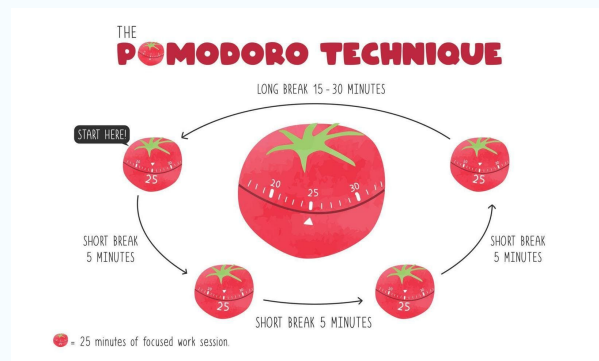 THE
POMODORO TECHNIQUE
LONG BREAK 15 - 30 MINUTES
START HERE!
25
20
25
30
25
SHORT BREAK
5 MINUTES
SHORT BREAK
5 MINUTES
25
25
SHORT BREAK 5 MINUTES
= 25 minutes of focused work session.